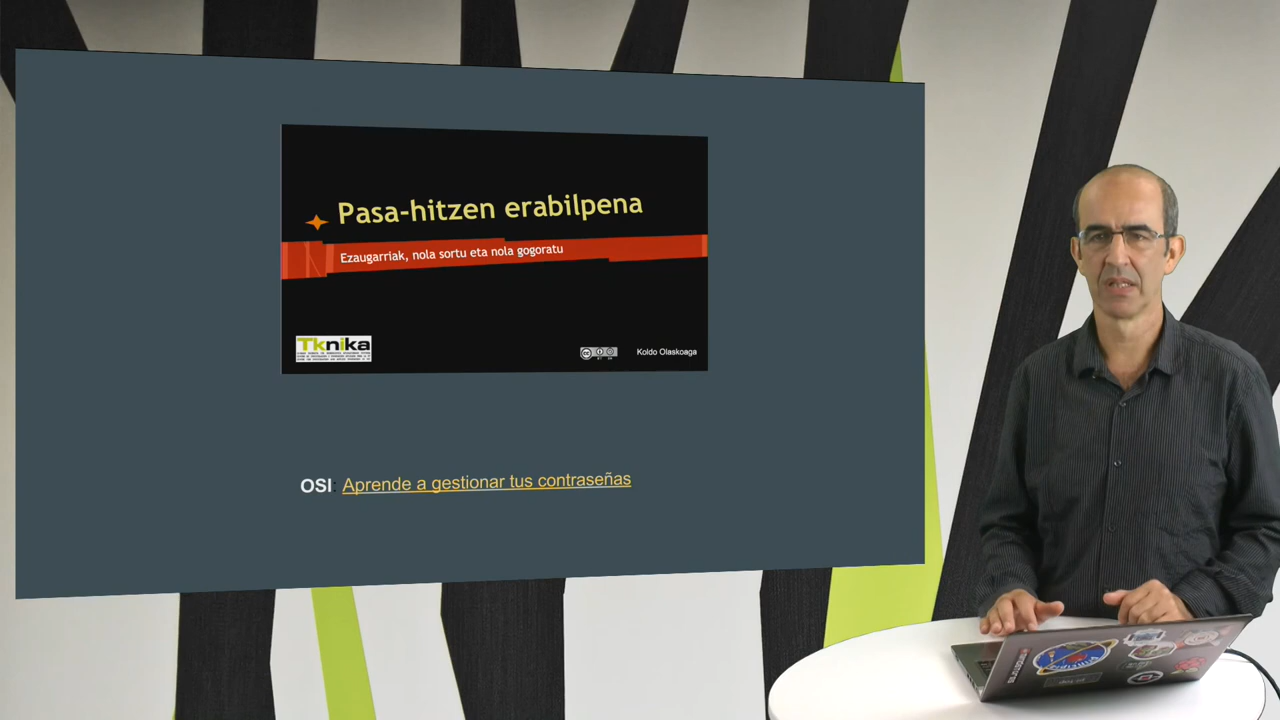 Pasa-hitzen erabilpena
Ezaugarriak, nola sortu eta nola gogoratu
Tknika
Koldo Olaskoaga
OSI: Aprende a gestionar tus contraseñas